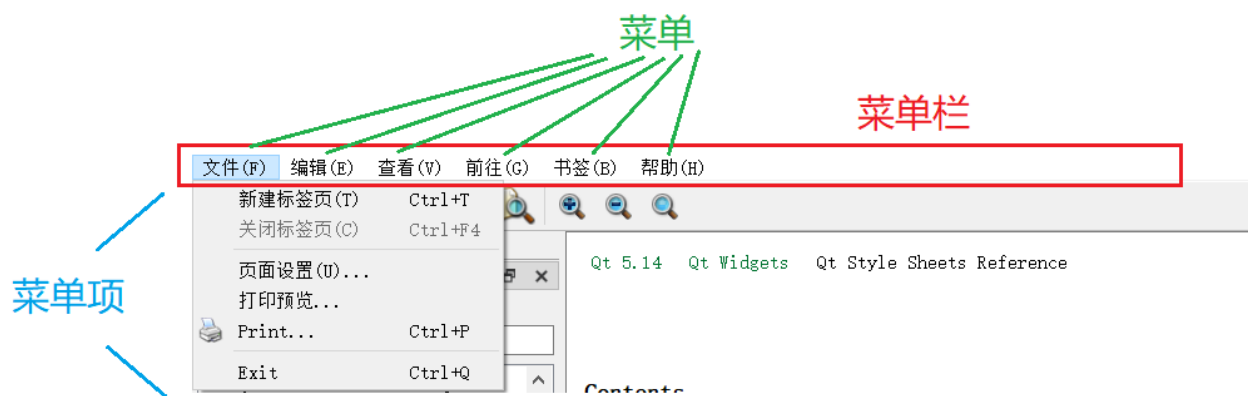 菜单
菜单栏
文件(F) 编辑(E) 查看(V) 前往(G) 书签(B) 帮助(H)
新建标签页(T) Ctrl+T
关闭标签页(C) Ctrl+F4
菜单项
页面设置(U)...
Qt 5.14 Qt Widgets Qt Style Sheets Reference
打印预览...
Print... Ctrl+P
Exit Ctrl+Q
Contents